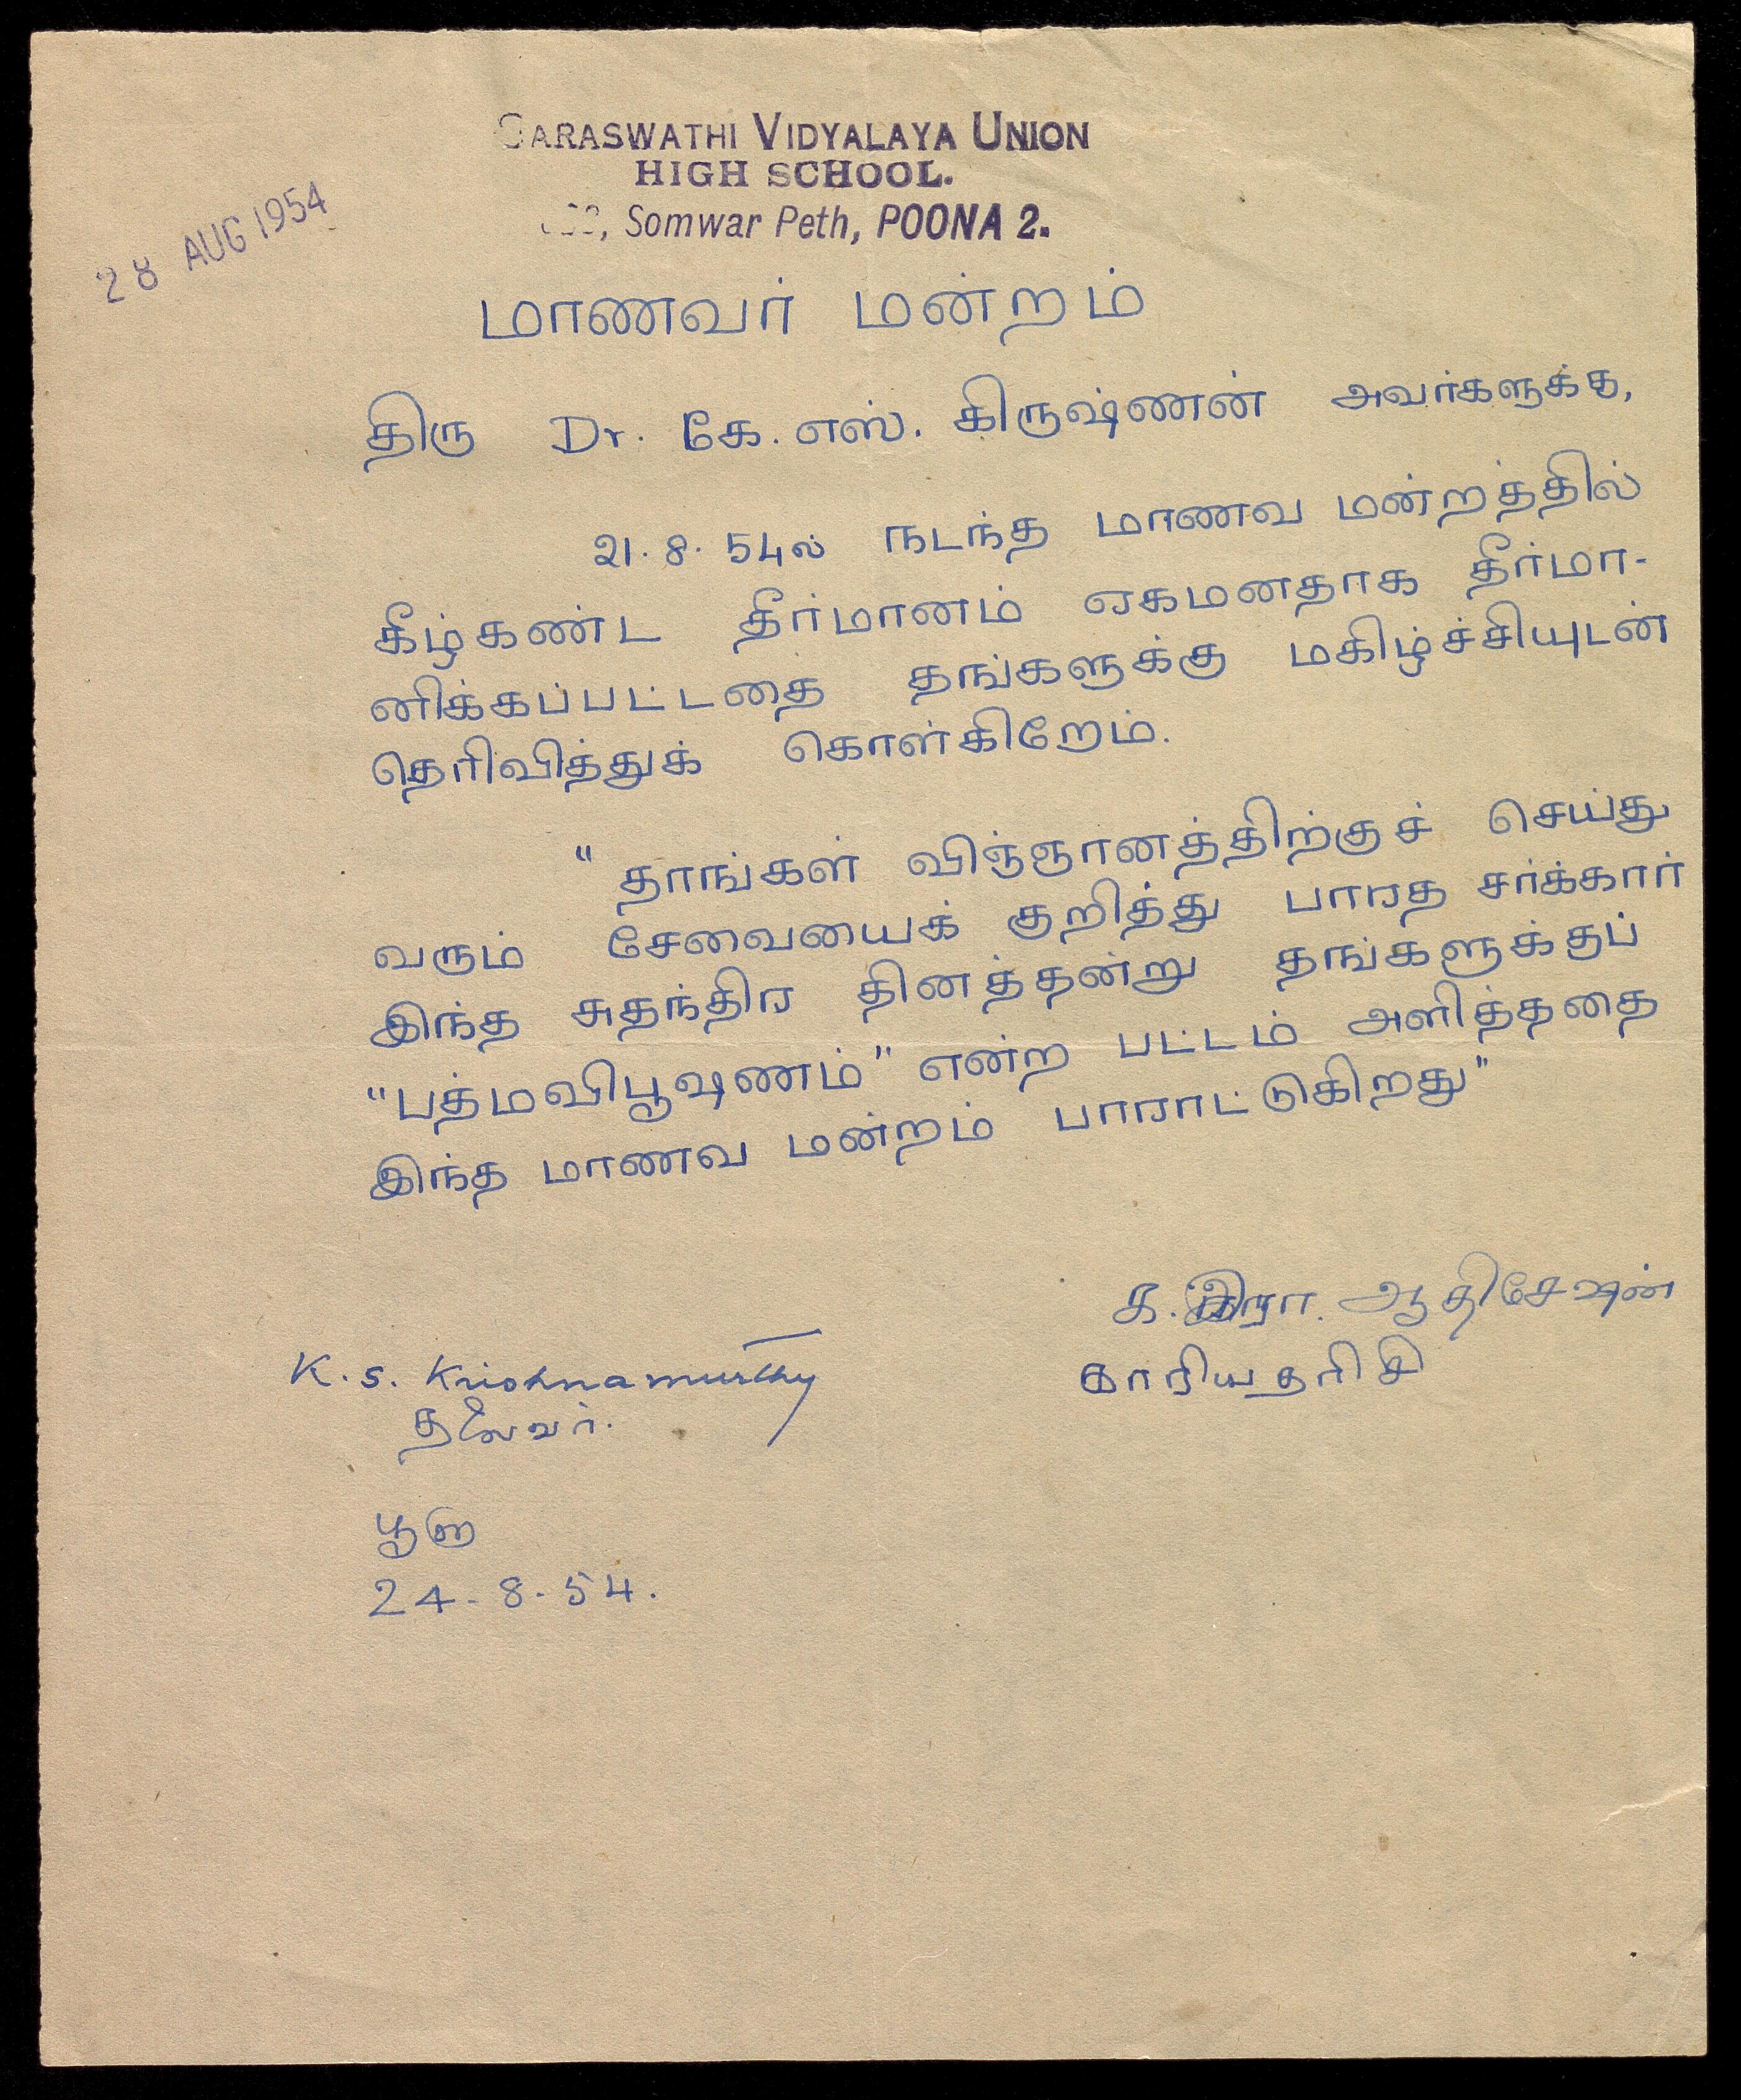 SARASWATHI VIDYALAYA UNION
HIGH SCHOOL.
Somwar Peth, POONA 2.
28 AUG 1954
மாணவர் மன்றம்
திரு Dr. கே. எஸ். கிருஷ்ணன் அவர்களுக்கு,
21. 8. 54ல் நடந்த மாணவ மன்றத்தில்
கீழ்கண்ட தீர்மானம் ஏகமனதாக தீர்மா-
னிக்கப்பட்டதை தங்களுக்கு மகிழ்ச்சியுடன்
தெரிவித்துக் கொள்கிறேம்.
"தாங்கள் விஞ்ஞானத்திற்குச் செய்து
வரும் சேவையைக் குறித்து பாரத சர்க்கார்
இந்த சுதந்திர தினத்தன்று தங்களுக்குப்
"பத்மவிபூஷணம்" என்ற பட்டம் அளித்ததை
இந்த மாணவ மன்றம் பாராட்டுகிறது"
க. இரா. ஆதிசேஷன்
காரியதரிசி
K. S. Krishnamurthy
தலைவர்.
பூனா
24-8-54.